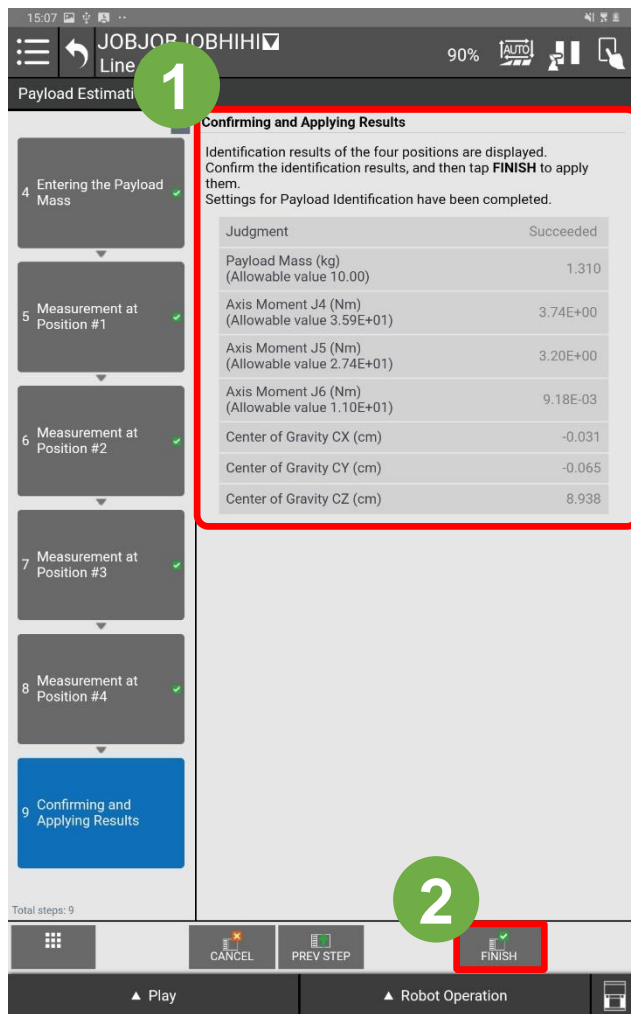 15:07
JOBJOBJOBHIHI
Line
90%
AUTO
Payload Estimati
1
Confirming and Applying Results
Identification results of the four positions are displayed.
Confirm the identification results, and then tap FINISH to apply
them.
Settings for Payload Identification have been completed.
Judgment Succeeded
Payload Mass (kg)
(Allowable value 10.00) 1.310
Axis Moment J4 (Nm)
(Allowable value 3.59E+01) 3.74E+00
Axis Moment J5 (Nm)
(Allowable value 2.74E+01) 3.20E+00
Axis Moment J6 (Nm)
(Allowable value 1.10E+01) 9.18E-03
Center of Gravity CX (cm) -0.031
Center of Gravity CY (cm) -0.065
Center of Gravity CZ (cm) 8.938
4 Entering the Payload
Mass
5 Measurement at
Position #1
6 Measurement at
Position #2
7 Measurement at
Position #3
8 Measurement at
Position #4
9 Confirming and
Applying Results
Total steps: 9
2
CANCEL
PREV STEP
FINISH
▲ Play
▲ Robot Operation